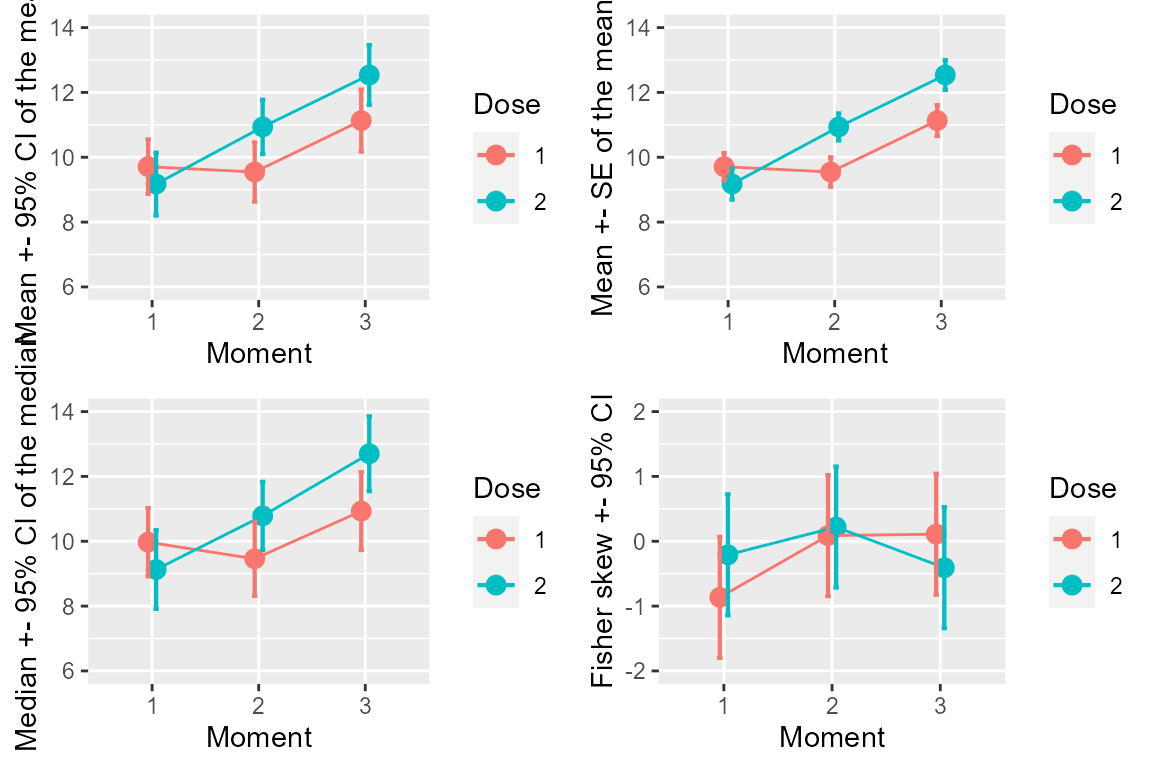 Mean +- 95% CI of the
14
12
10
8
6
1 2 3
Moment
Dose
1
2
Mean +- SE of the mean
14
12
10
8
6
1 2 3
Moment
Dose
1
2
Median +- 95% CI of the median
14
12
10
8
6
1 2 3
Moment
Dose
1
2
Fisher skew +- 95% CI
2
1
0
-1
-2
1 2 3
Moment
Dose
1
2